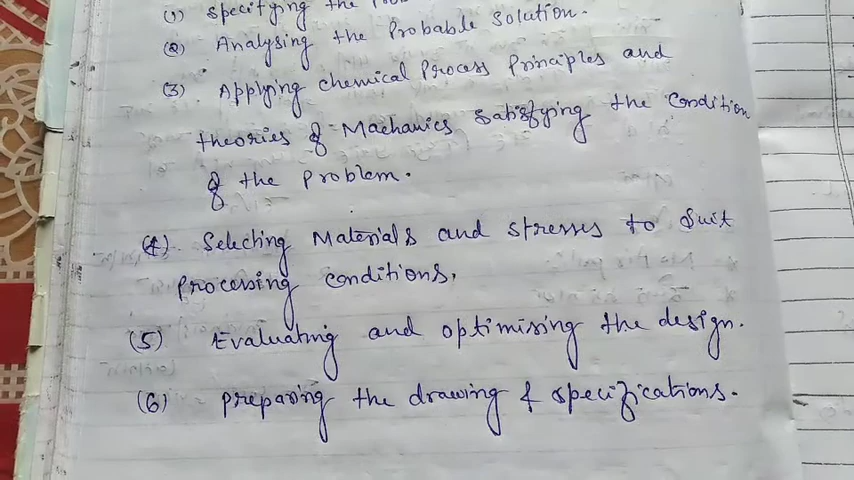 (1) Specifying the
(2) Analysing the Probable Solution.
(3) Applying chemical Process Principles and
theories of Machanics Satisfying the Condition
of the Problem.
(4) Selecting Materials and stresses to Suit
Processing conditions,
(5) Evaluating and optimising the design.
(6) Preparing the drawing & specifications.